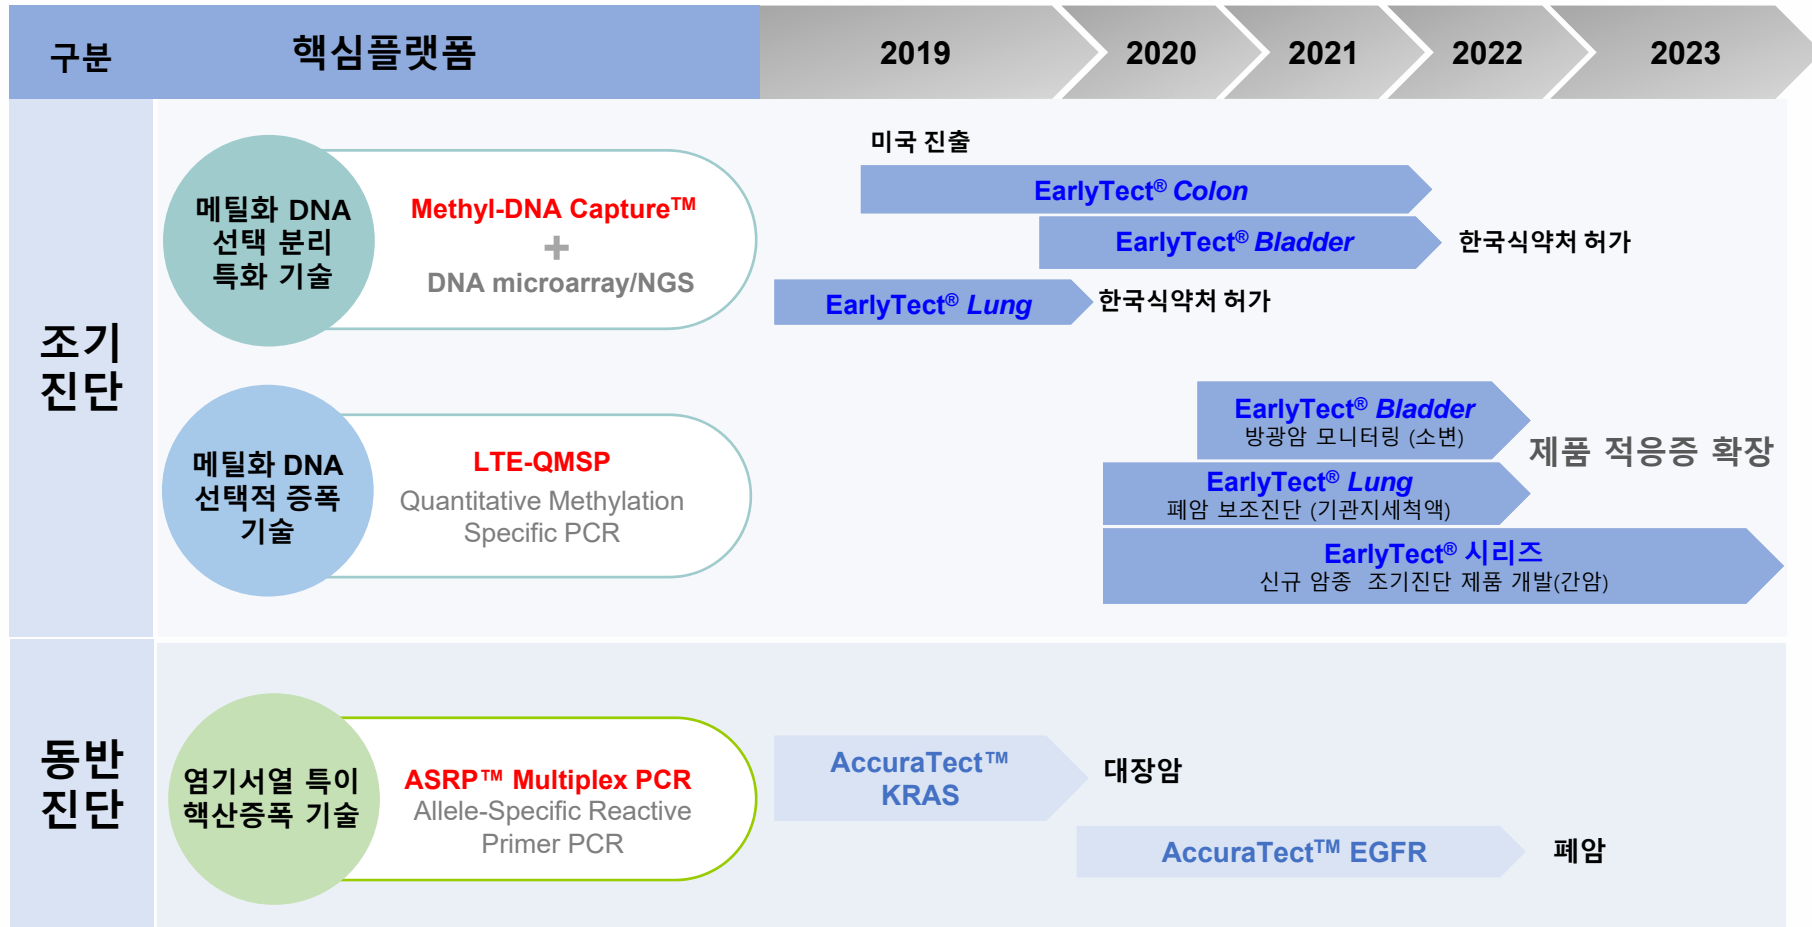 구분
핵심플랫폼
2019
2020
2021
2022
2023
조기
진단
메틸화 DNA
선택 분리
특화 기술
Methyl-DNA Capture™
+
DNA microarray/NGS
미국 진출
EarlyTect® Colon
EarlyTect® Bladder
한국식약처 허가
EarlyTect® Lung
한국식약처 허가
메틸화 DNA
선택적 증폭
기술
LTE-QMSP
Quantitative Methylation
Specific PCR
EarlyTect® Bladder
방광암 모니터링 (소변)
EarlyTect® Lung
폐암 보조진단 (기관지세척액)
제품 적응증 확장
EarlyTect® 시리즈
신규 암종 조기진단 제품 개발(간암)
동반
진단
염기서열 특이
핵산증폭 기술
ASRP™ Multiplex PCR
Allele-Specific Reactive
Primer PCR
AccuraTect™
KRAS
대장암
AccuraTect™ EGFR
폐암